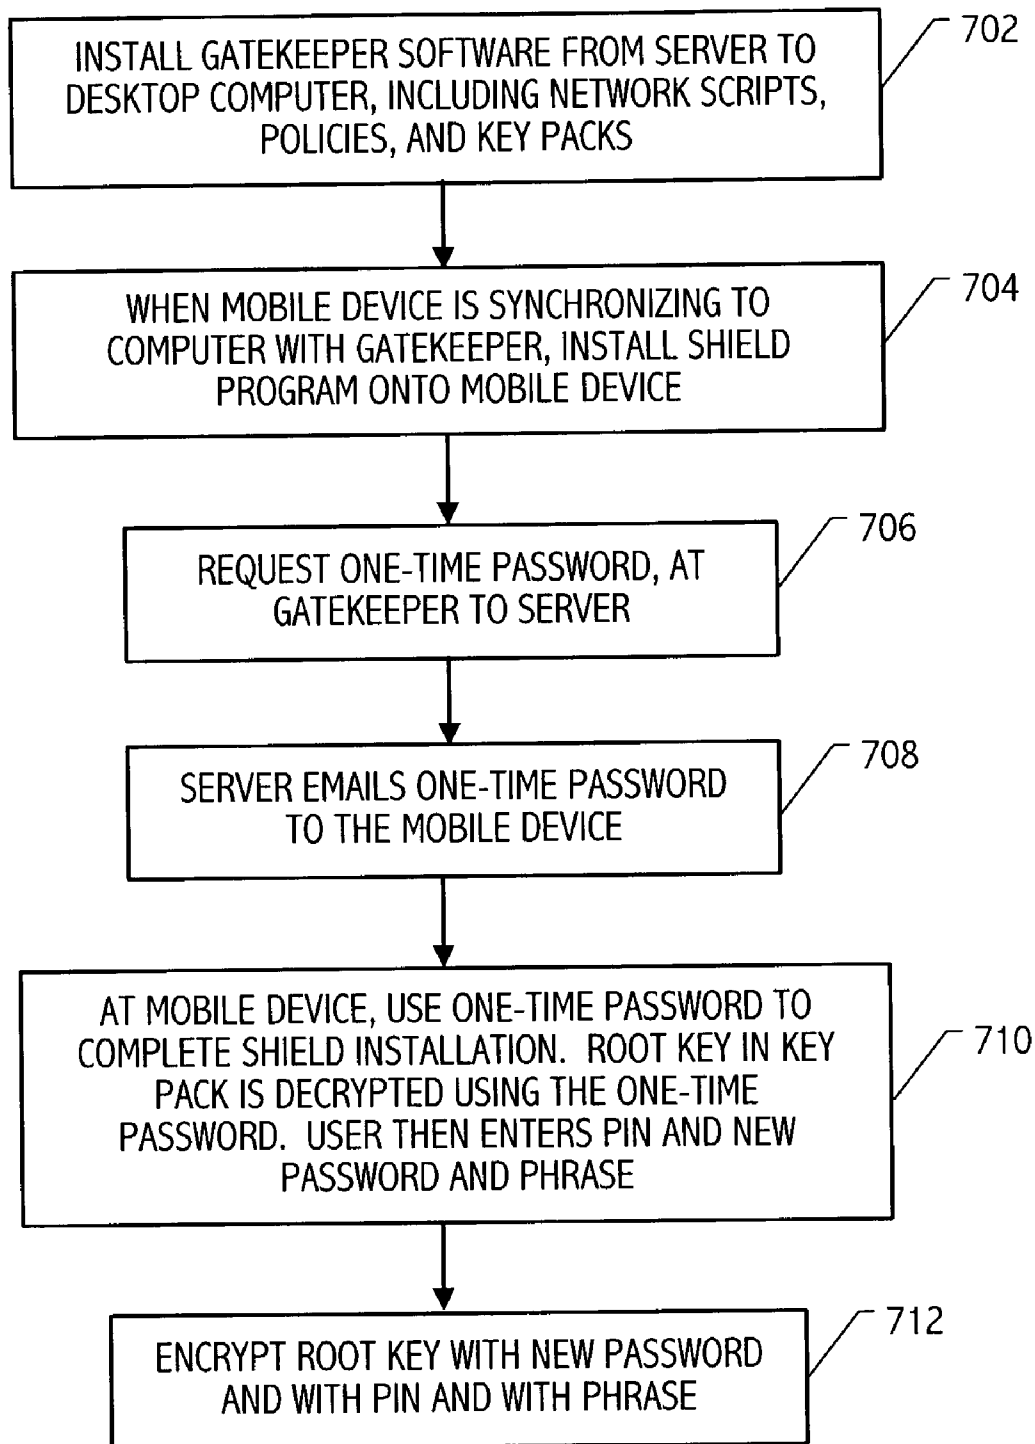 INSTALL GATEKEEPER SOFTWARE FROM SERVER TO
DESKTOP COMPUTER, INCLUDING NETWORK SCRIPTS,
POLICIES, AND KEY PACKS
702
WHEN MOBILE DEVICE IS SYNCHRONIZING TO
COMPUTER WITH GATEKEEPER, INSTALL SHIELD
PROGRAM ONTO MOBILE DEVICE
704
REQUEST ONE-TIME PASSWORD, AT
GATEKEEPER TO SERVER
706
SERVER EMAILS ONE-TIME PASSWORD
TO THE MOBILE DEVICE
708
AT MOBILE DEVICE, USE ONE-TIME PASSWORD TO
COMPLETE SHIELD INSTALLATION. ROOT KEY IN KEY
PACK IS DECRYPTED USING THE ONE-TIME
PASSWORD. USER THEN ENTERS PIN AND NEW
PASSWORD AND PHRASE
710
ENCRYPT ROOT KEY WITH NEW PASSWORD
AND WITH PIN AND WITH PHRASE
712